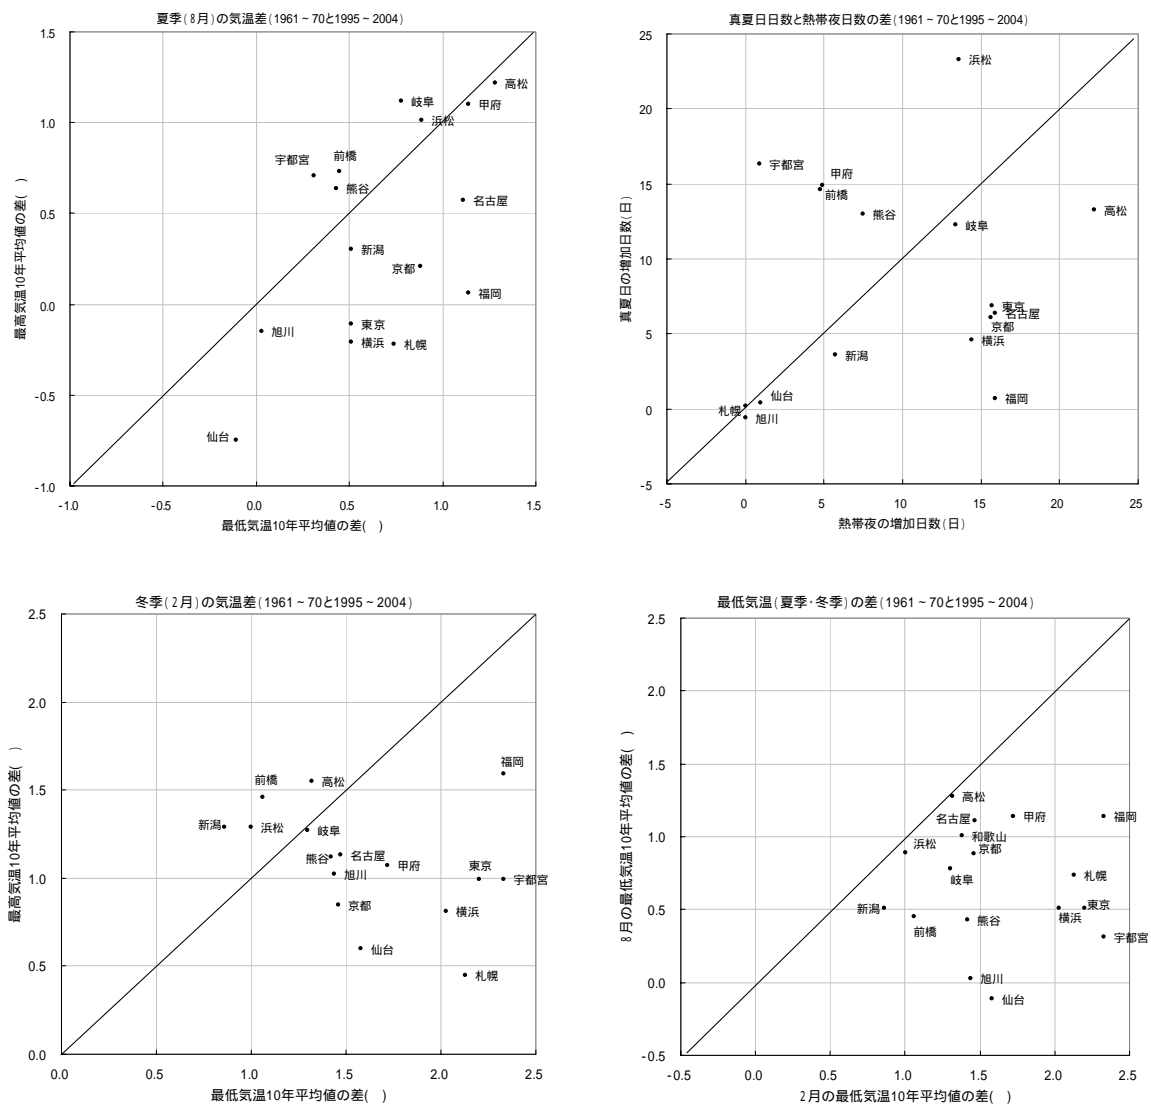 夏季(8月)の気温差(1961~70と1995~2004)
1.5
1.0
0.5
0.0
-0.5
-1.0
最高気温10年平均値の差( )
高松
岐阜
甲府
浜松
宇都宮
前橋
熊谷
名古屋
新潟
京都
福岡
旭川
東京
横浜
札幌
仙台
-1.0 -0.5 0.0 0.5 1.0 1.5
最低気温10年平均値の差( )
真夏日日数と熱帯夜日数の差(1961~70と1995~2004)
25
20
15
10
5
0
-5
真夏日の増加日数(日)
浜松
宇都宮
甲府
前橋
熊谷
高松
岐阜
東京
名古屋
京都
横浜
新潟
福岡
仙台
札幌
旭川
-5 0 5 10 15 20 25
熱帯夜の増加日数(日)
冬季(2月)の気温差(1961~70と1995~2004)
2.5
2.0
1.5
1.0
0.5
0.0
最高気温10年平均値の差( )
福岡
前橋
高松
新潟
浜松
岐阜
熊谷
名古屋
甲府
旭川
東京
宇都宮
京都
横浜
仙台
札幌
0.0 0.5 1.0 1.5 2.0 2.5
最低気温10年平均値の差( )
最低気温(夏季・冬季)の差(1961~70と1995~2004)
2.5
2.0
1.5
1.0
0.5
0.0
-0.5
8月の最低気温10年平均値の差( )
高松
名古屋
甲府
福岡
和歌山
浜松
京都
岐阜
札幌
新潟
前橋
熊谷
横浜
東京
宇都宮
旭川
仙台
-0.5 0.0 0.5 1.0 1.5 2.0 2.5
2月の最低気温10年平均値の差( )